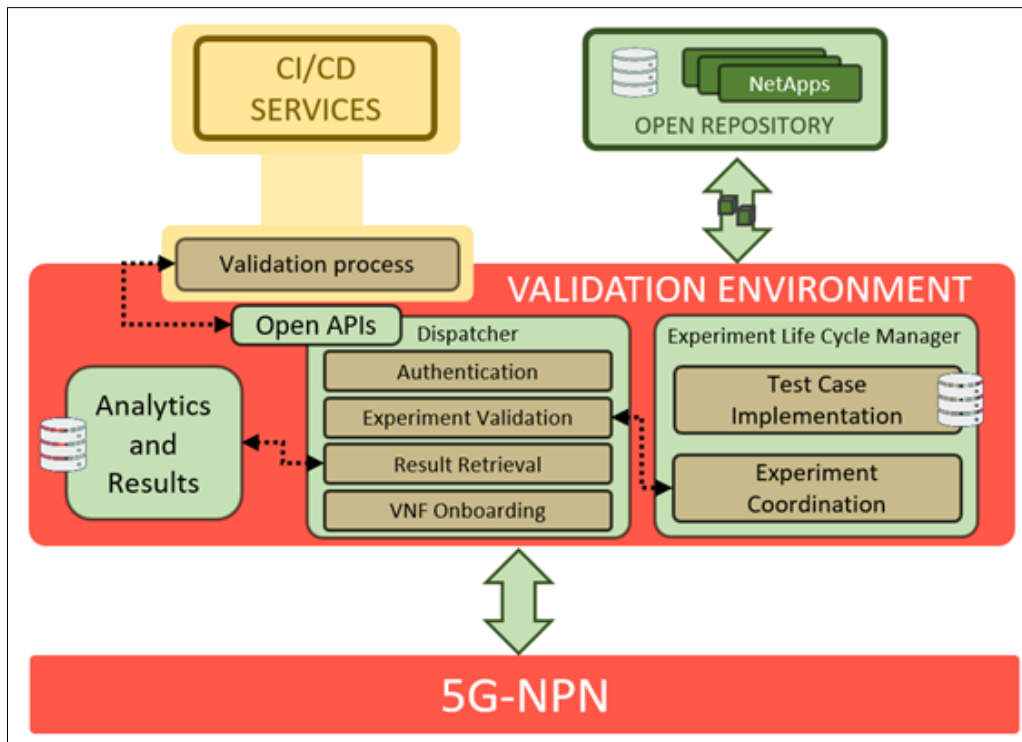 CI/CD
SERVICES
NetApps
OPEN REPOSITORY
Validation process
VALIDATION ENVIRONMENT
Open APIs
Dispatcher
Authentication
Experiment Validation
Result Retrieval
VNF Onboarding
Experiment Life Cycle Manager
Test Case
Implementation
Experiment
Coordination
Analytics
and
Results
5G-NPN